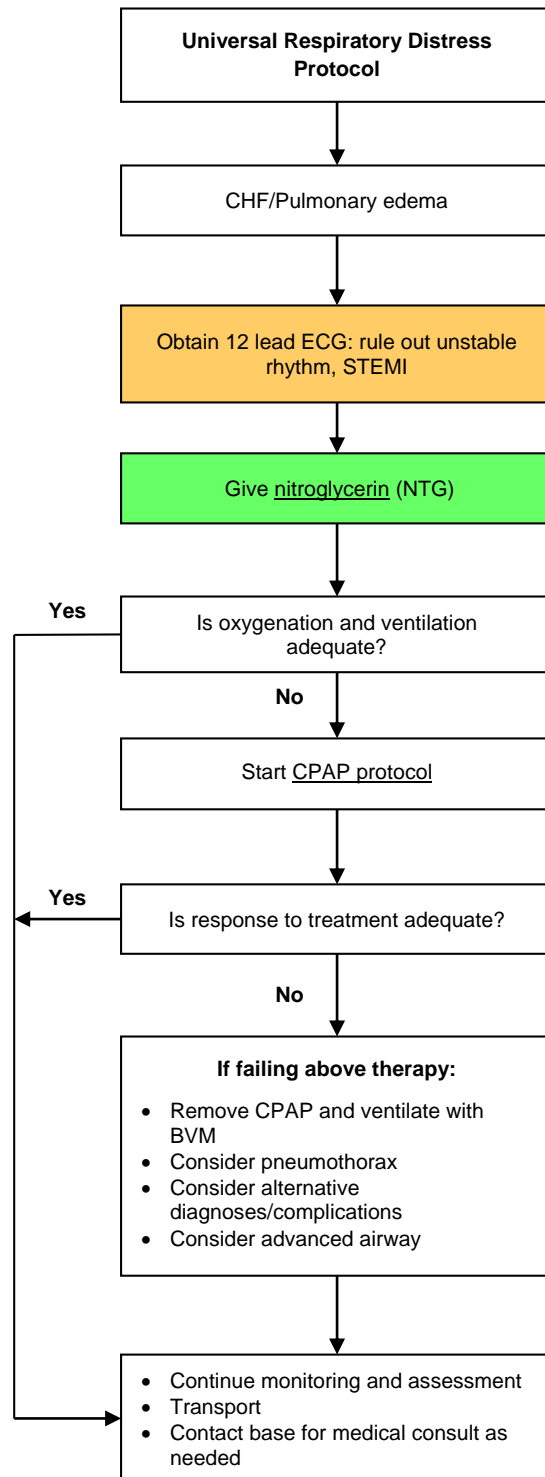 Universal Respiratory Distress
Protocol
CHF/Pulmonary edema
Obtain 12 lead ECG: rule out unstable
rhythm, STEMI
Give nitroglycerin (NTG)
Yes
Is oxygenation and ventilation
adequate?
No
Start CPAP protocol
Yes
Is response to treatment adequate?
No
If failing above therapy:
• Remove CPAP and ventilate with
BVM
• Consider pneumothorax
• Consider alternative
diagnoses/complications
• Consider advanced airway
• Continue monitoring and assessment
• Transport
• Contact base for medical consult as
needed